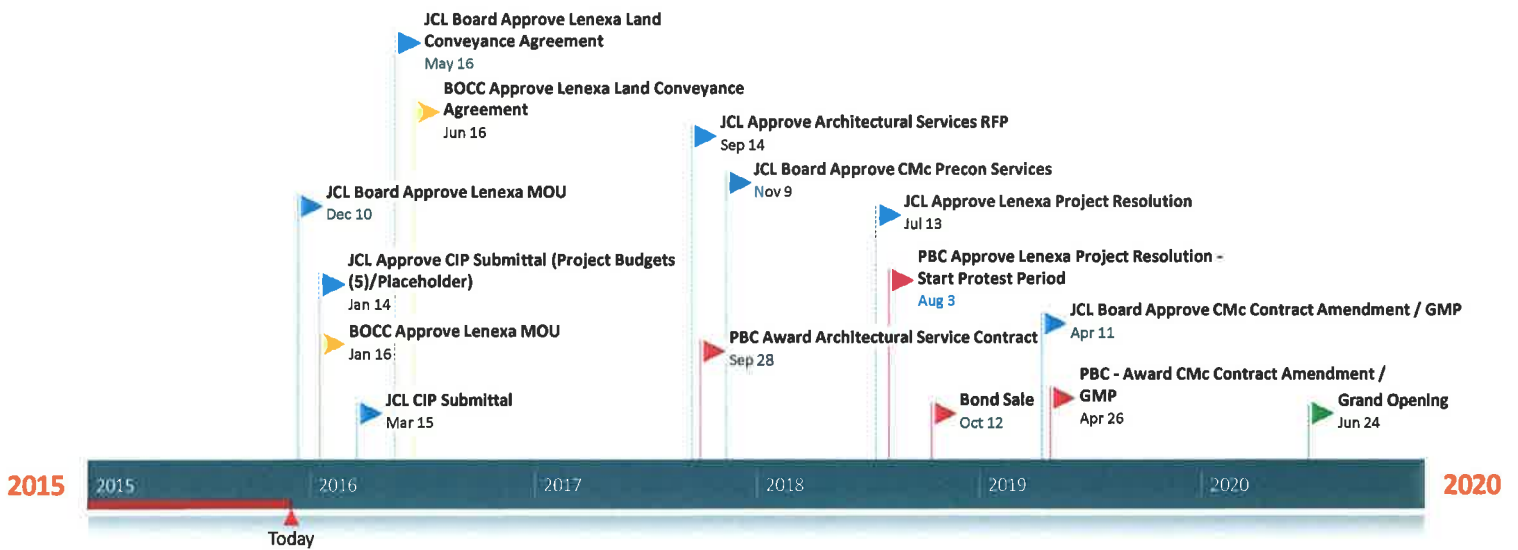 JCL Board Approve Lenexa Land
Conveyance Agreement
May 16
BOCC Approve Lenexa Land Conveyance
Agreement
Jun 16
JCL Approve Architectural Services RFP
Sep 14
JCL Board Approve CMc Precon Services
Nov 9
JCL Board Approve Lenexa MOU
Dec 10
JCL Approve Lenexa Project Resolution
Jul 13
JCL Approve CIP Submittal (Project Budgets
(5)/Placeholder)
Jan 14
PBC Approve Lenexa Project Resolution -
Start Protest Period
Aug 3
BOCC Approve Lenexa MOU
Jan 16
PBC Award Architectural Service Contract
Sep 28
JCL Board Approve CMc Contract Amendment / GMP
Apr 11
JCL CIP Submittal
Mar 15
Bond Sale
Oct 12
PBC - Award CMc Contract Amendment /
GMP
Apr 26
Grand Opening
Jun 24
2015
2015
2016
2017
2018
2019
2020
2020
Today